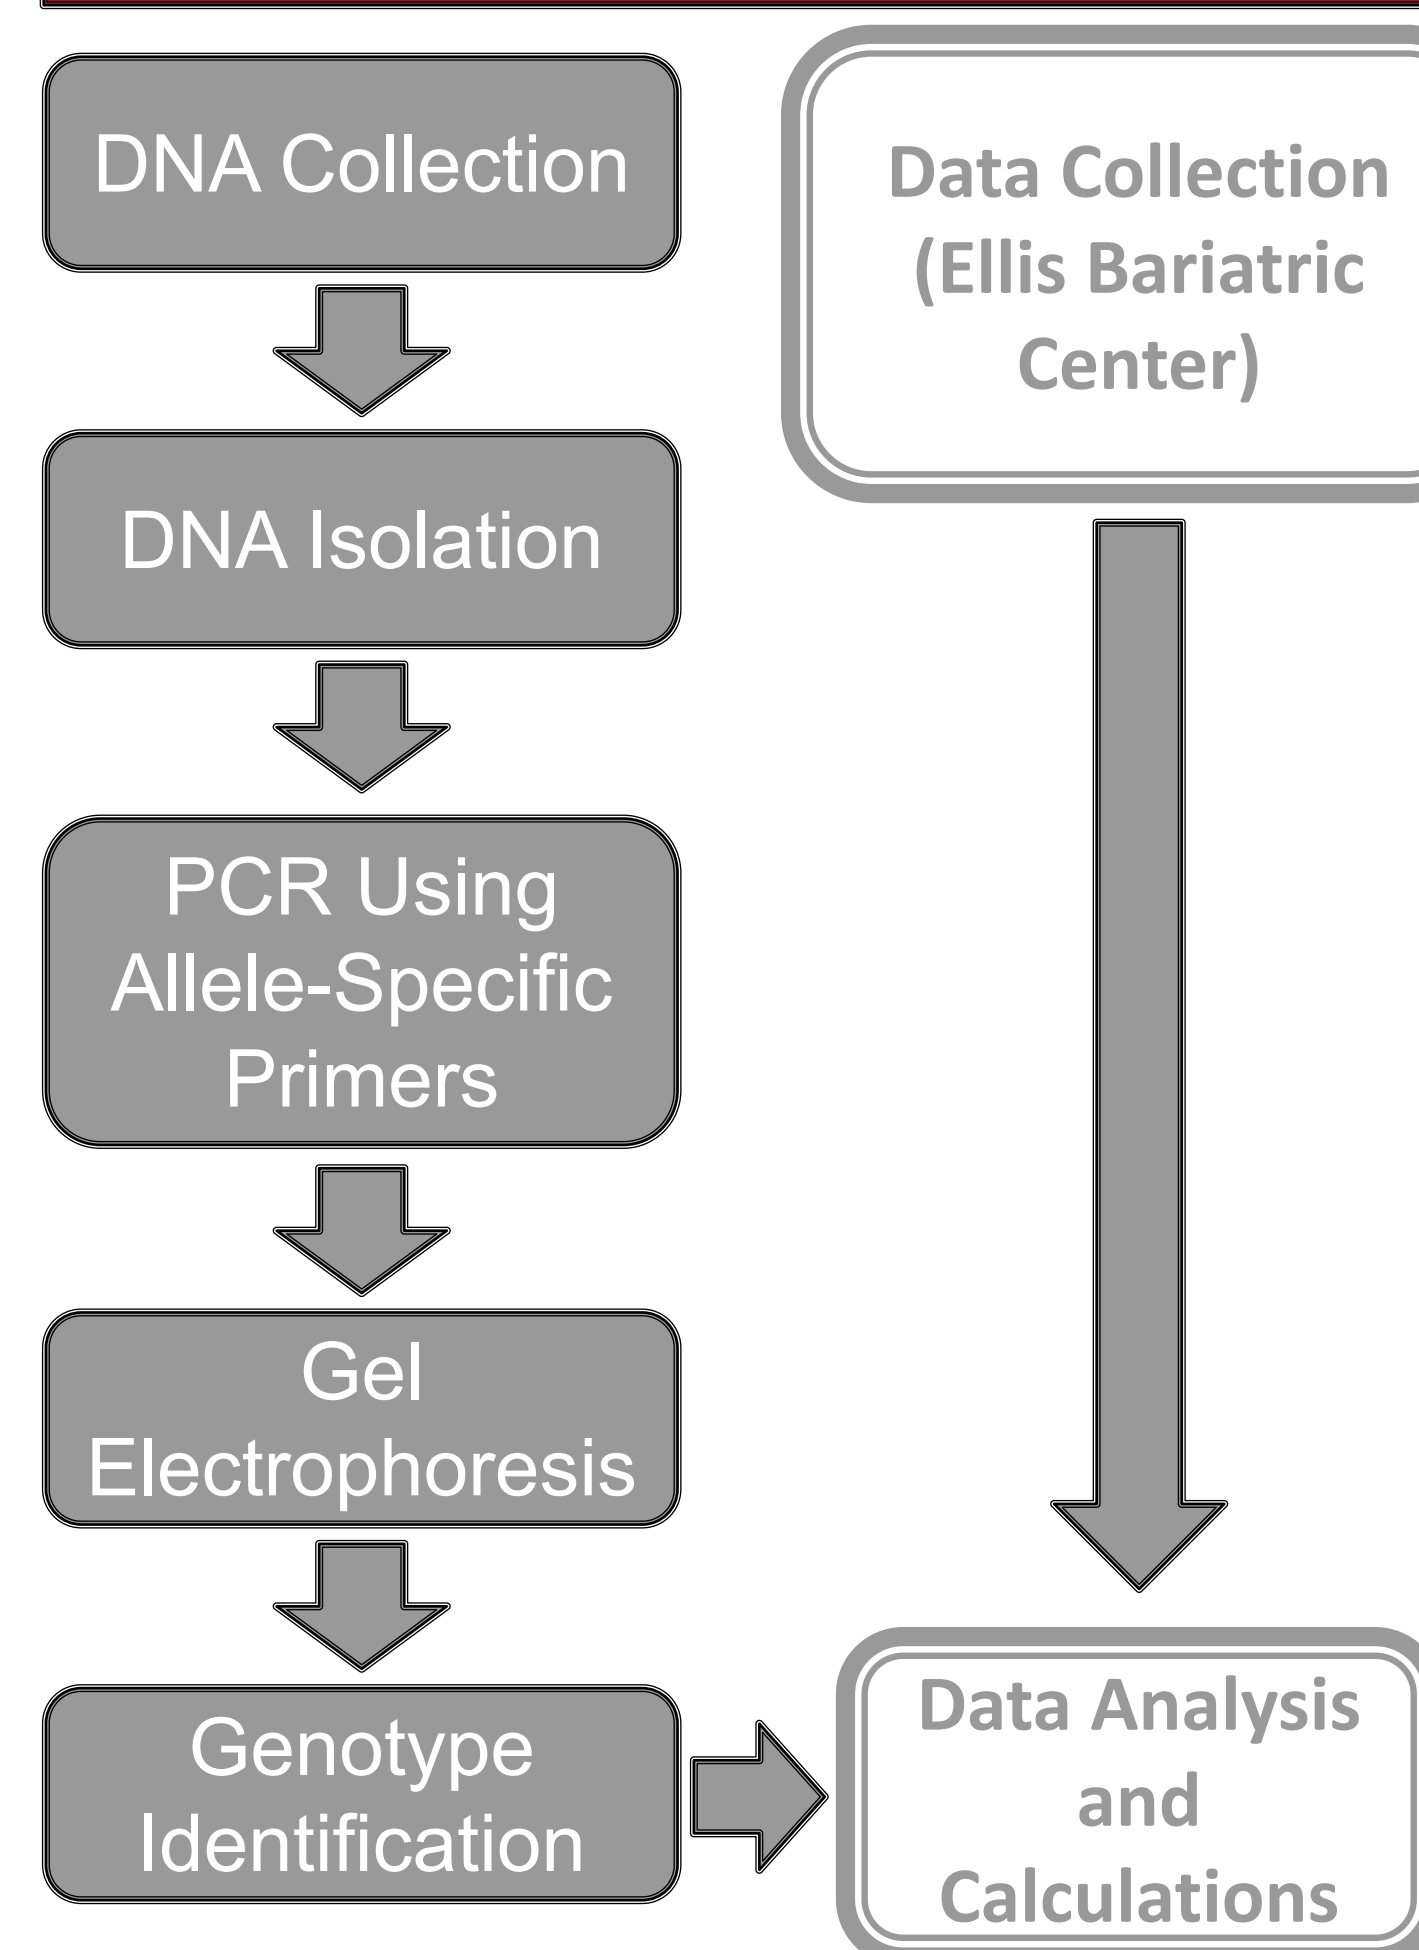 DNA Collection
DNA Isolation
PCR Using
Allele-Specific
Primers
Gel
Electrophoresis
Genotype
Identification
Data Collection
(Ellis Bariatric
Center)
Data Analysis
and
Calculations